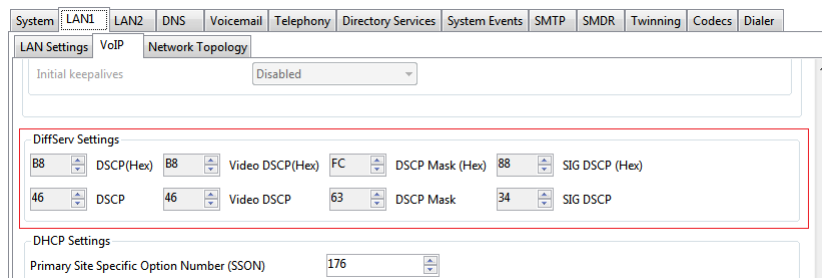 System LAN1 LAN2 DNS Voicemail Telephony Directory Services System Events SMTP SMDR Twinning Codecs Dialer
LAN Settings VoIP Network Topology
Initial keepalives Disabled
DiffServ Settings
B8 DSCP(Hex) B8 Video DSCP(Hex) FC DSCP Mask (Hex) 88 SIG DSCP (Hex)
46 DSCP 46 Video DSCP 63 DSCP Mask 34 SIG DSCP
DHCP Settings
Primary Site Specific Option Number (SSON) 176